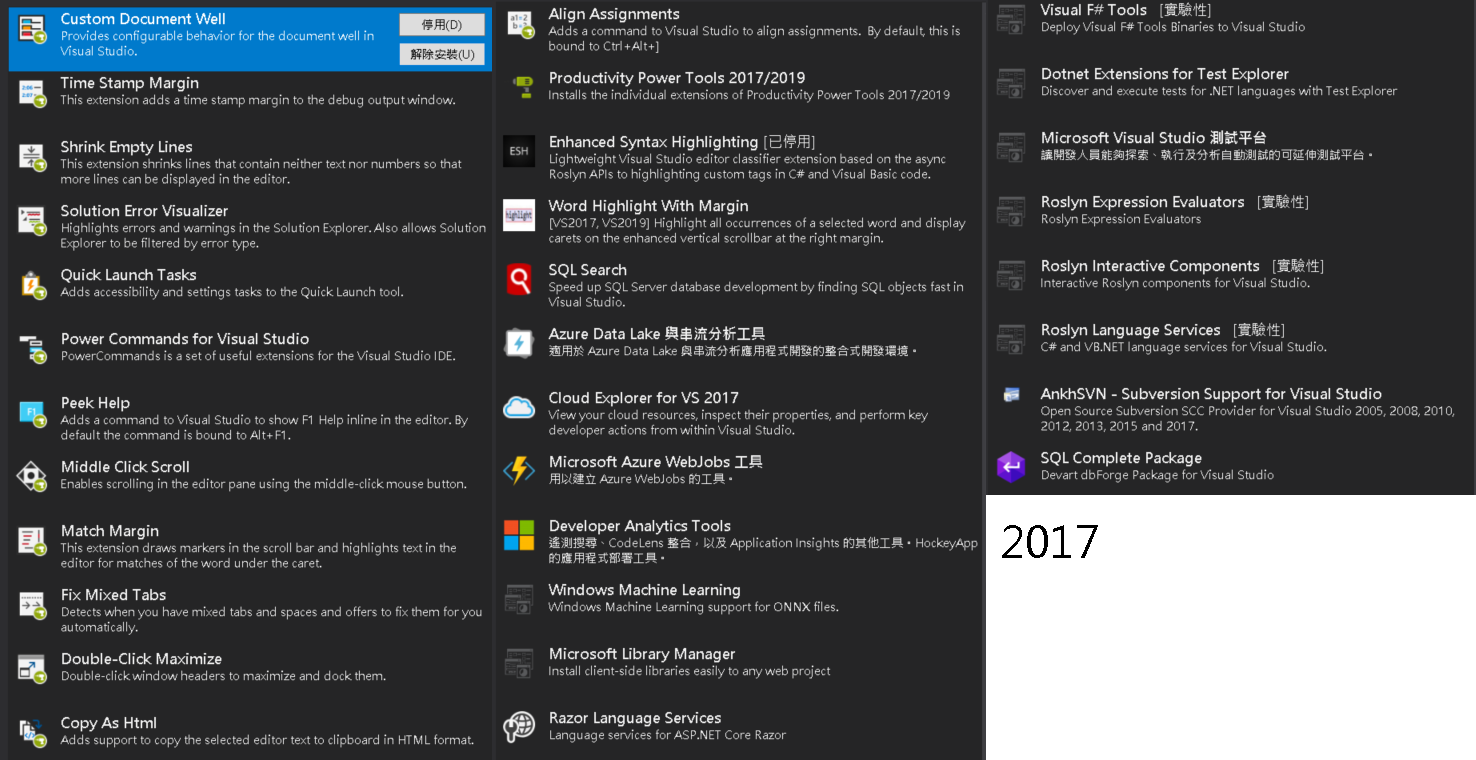 Custom Document Well
停用(D)
Provides configurable behavior for the document well in
Visual Studio.
解除安裝(U)
Time Stamp Margin
This extension adds a time stamp margin to the debug output window.
Shrink Empty Lines
This extension shrinks lines that contain neither text nor numbers so that
more lines can be displayed in the editor.
Solution Error Visualizer
Highlights errors and warnings in the Solution Explorer. Also allows Solution
Explorer to be filtered by error type.
Quick Launch Tasks
Adds accessibility and settings tasks to the Quick Launch tool.
Power Commands for Visual Studio
PowerCommands is a set of useful extensions for the Visual Studio IDE.
F1
Peek Help
Adds a command to Visual Studio to show F1 Help inline in the editor. By
default the command is bound to Alt+F1.
Middle Click Scroll
Enables scrolling in the editor pane using the middle-click mouse button.
Match Margin
This extension draws markers in the scroll bar and highlights text in the
editor for matches of the word under the caret.
Fix Mixed Tabs
Detects when you have mixed tabs and spaces and offers to fix them for you
automatically.
Double-Click Maximize
Double-click window headers to maximize and dock them.
Copy As Html
Adds support to copy the selected editor text to clipboard in HTML format.
Align Assignments
Adds a command to Visual Studio to align assignments. By default, this is
bound to Ctrl+Alt+]
Productivity Power Tools 2017/2019
Installs the individual extensions of Productivity Power Tools 2017/2019
ESH
Enhanced Syntax Highlighting [已停用]
Lightweight Visual Studio editor classifier extension based on the async
Roslyn APIs to highlighting custom tags in C# and Visual Basic code.
highlight
Word Highlight With Margin
[VS2017, VS2019] Highlight all occurrences of a selected word and display
carets on the enhanced vertical scrollbar at the right margin.
SQL Search
Speed up SQL Server database development by finding SQL objects fast in
Visual Studio.
Azure Data Lake 與串流分析工具
適用於 Azure Data Lake 與串流分析應用程式開發的整合式開發環境。
Cloud Explorer for VS 2017
View your cloud resources, inspect their properties, and perform key
developer actions from within Visual Studio.
Microsoft Azure WebJobs 工具
用以建立 Azure WebJobs 的工具。
Developer Analytics Tools
遙測搜尋、CodeLens 整合，以及 Application Insights 的其他工具。HockeyApp
的應用程式部署工具。
Windows Machine Learning
Windows Machine Learning support for ONNX files.
Microsoft Library Manager
Install client-side libraries easily to any web project
Razor Language Services
Language services for ASP.NET Core Razor
Visual F# Tools [實驗性]
Deploy Visual F# Tools Binaries to Visual Studio
Dotnet Extensions for Test Explorer
Discover and execute tests for .NET languages with Test Explorer
Microsoft Visual Studio 測試平台
讓開發人員能夠探索、執行及分析自動測試的可延伸測試平台。
Roslyn Expression Evaluators [實驗性]
Roslyn Expression Evaluators
Roslyn Interactive Components [實驗性]
Interactive Roslyn components for Visual Studio.
Roslyn Language Services [實驗性]
C# and VB.NET language services for Visual Studio.
AnkhSVN - Subversion Support for Visual Studio
Open Source Subversion SCC Provider for Visual Studio 2005, 2008, 2010,
2012, 2013, 2015 and 2017.
SQL Complete Package
Devart dbForge Package for Visual Studio
2017